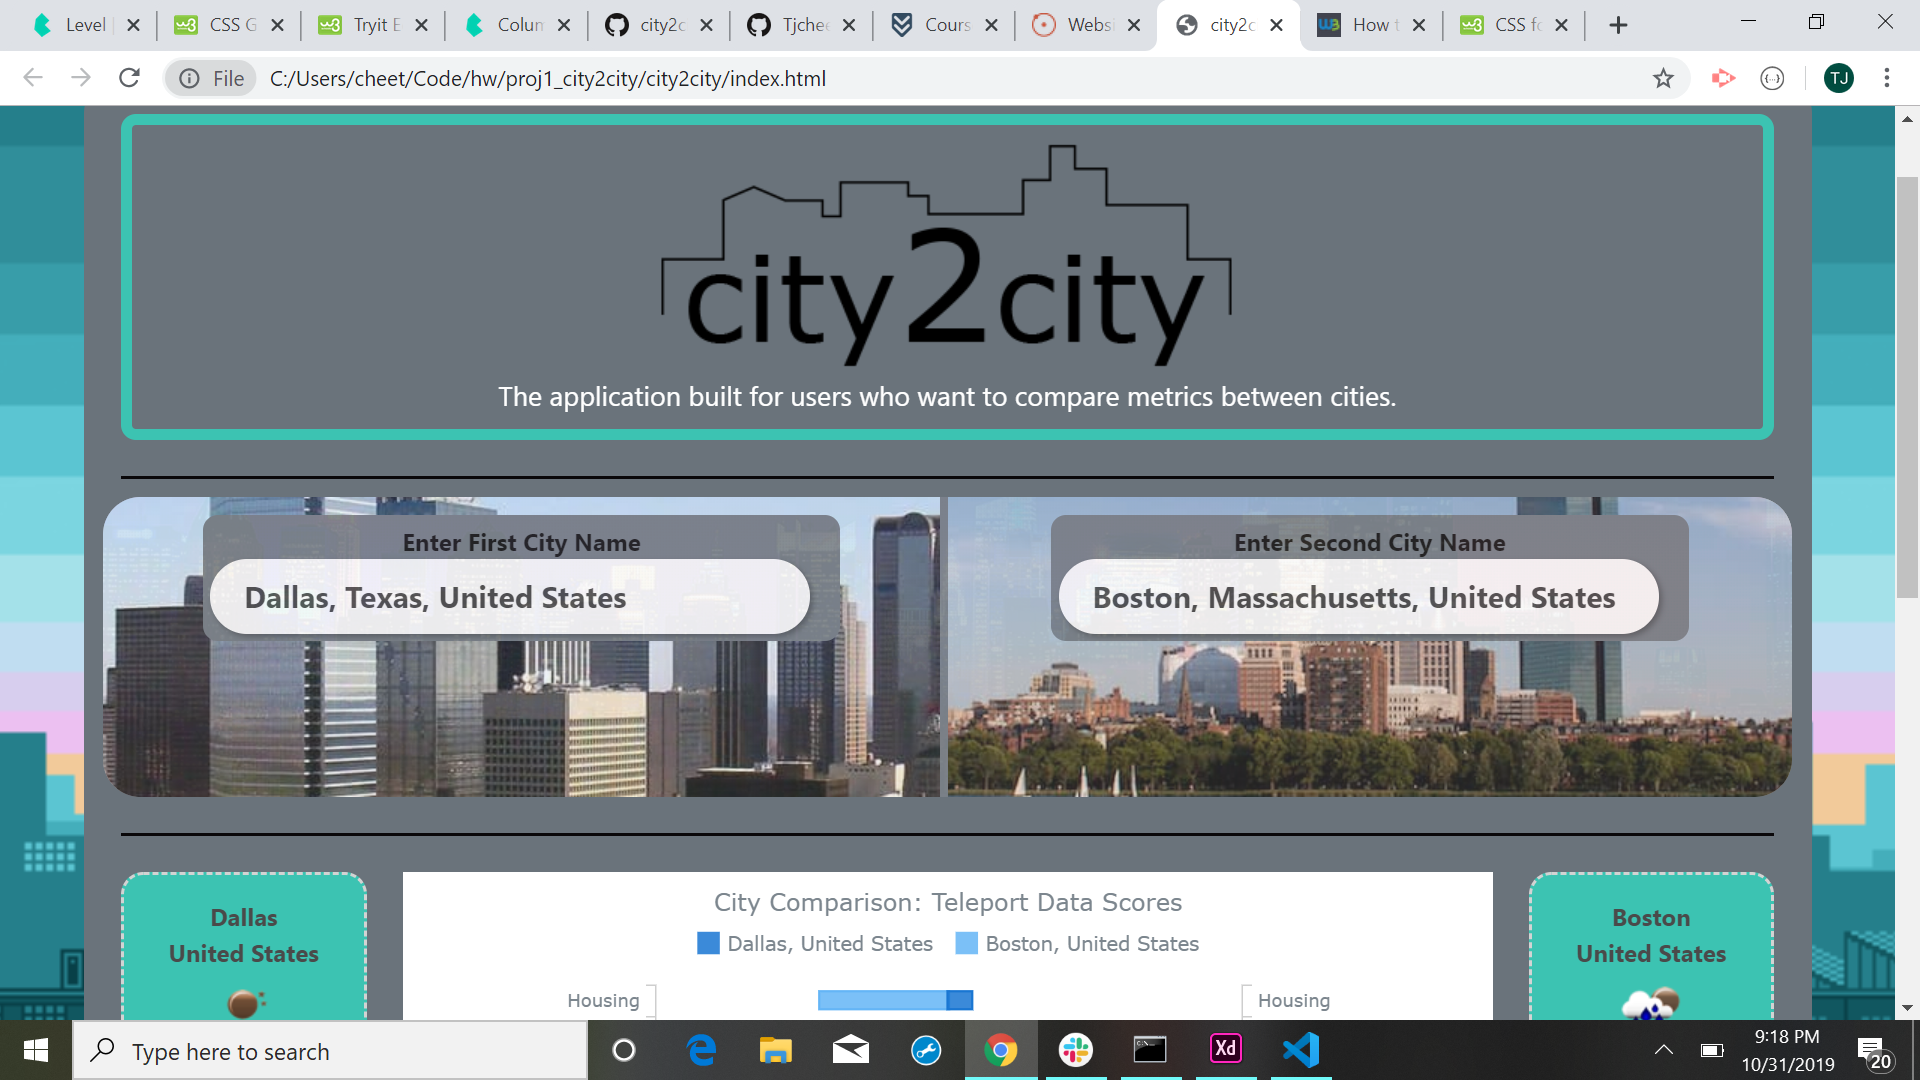 Level
CSS G
Tryit E
Colum
city2c
Tjchee
Cours
Websi
city2c
How t
CSS fo
File
C:/Users/cheet/Code/hw/proj1_city2city/city2city/index.html
TJ
city2city
The application built for users who want to compare metrics between cities.
Enter First City Name
Enter Second City Name
Dallas, Texas, United States
Boston, Massachusetts, United States
Dallas
United States
City Comparison: Teleport Data Scores
Dallas, United States
Boston, United States
Housing
Housing
Boston
United States
Type here to search
Xd
9:18 PM
10/31/2019
20